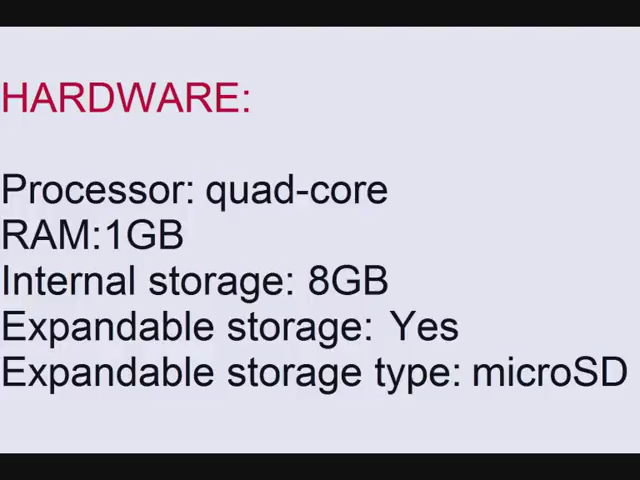 HARDWARE:
Processor: quad-core
RAM:1GB
Internal storage: 8GB
Expandable storage: Yes
Expandable storage type: microSD